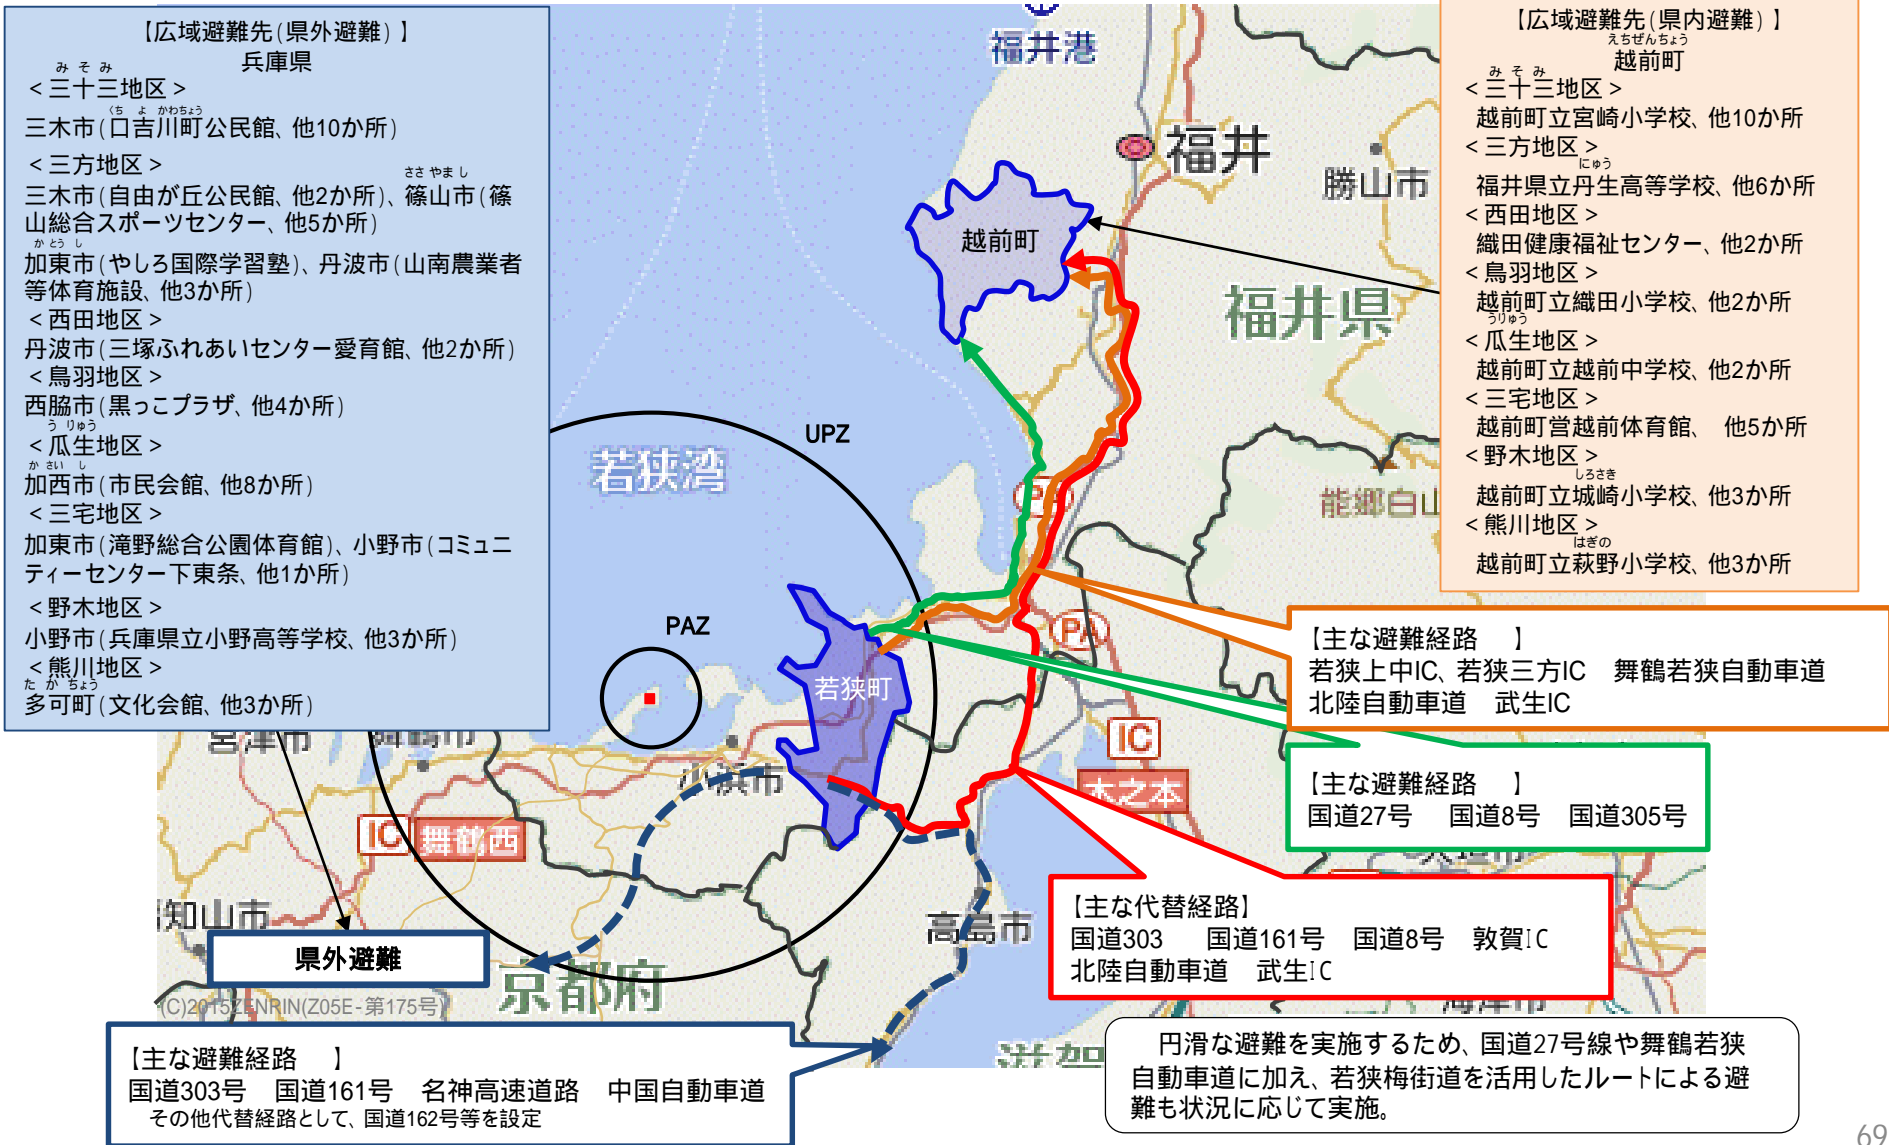 【広域避難先(県外避難)】
兵庫県
みそみ
<三十三地区>
くちよかわちょう
三木市(口吉川町公民館、他10か所)
<三方地区>
ささやまし
三木市(自由が丘公民館、他2か所)、篠山市(篠
山総合スポーツセンター、他5か所)
かとうし
加東市(やしろ国際学習塾)、丹波市(山南農業者
等体育施設、他3か所)
<西田地区>
丹波市(三塚ふれあいセンター愛育館、他2か所)
<鳥羽地区>
西脇市(黒っこプラザ、他4か所)
うりゅう
<瓜生地区>
かさいし
加西市(市民会館、他8か所)
<三宅地区>
加東市(滝野総合公園体育館)、小野市(コミュニ
ティーセンター下東条、他1か所)
<野木地区>
小野市(兵庫県立小野高等学校、他3か所)
<熊川地区>
たかちょう
多可町(文化会館、他3か所)
【広域避難先(県内避難)】
えちぜんちょう
越前町
みそみ
<三十三地区>
越前町立宮崎小学校、他10か所
<三方地区>
にゅう
福井県立丹生高等学校、他6か所
<西田地区>
織田健康福祉センター、他2か所
<鳥羽地区>
越前町立織田小学校、他2か所
うりゅう
<瓜生地区>
越前町立越前中学校、他2か所
<三宅地区>
越前町営越前体育館、 他5か所
<野木地区>
しろさき
越前町立城崎小学校、他3か所
<熊川地区>
はぎの
越前町立萩野小学校、他3か所
福井港
福井
勝山市
越前町
福井県
UPZ
若狭湾
PA
能郷白山
PAZ
PA
若狭町
宮津市
舞鶴市
小浜市
IC
木之本
IC 舞鶴西
知山市
高島市
京都府
滋賀
県外避難
(C)2015ZENRIN(Z05E-第175号)
【主な避難経路 】
若狭上中IC、若狭三方IC 舞鶴若狭自動車道
北陸自動車道 武生IC
【主な避難経路 】
国道27号 国道8号 国道305号
【主な代替経路】
国道303 国道161号 国道8号 敦賀IC
北陸自動車道 武生IC
【主な避難経路 】
国道303号 国道161号 名神高速道路 中国自動車道
その他代替経路として、国道162号等を設定
円滑な避難を実施するため、国道27号線や舞鶴若狭
自動車道に加え、若狭梅街道を活用したルートによる避
難も状況に応じて実施。
69